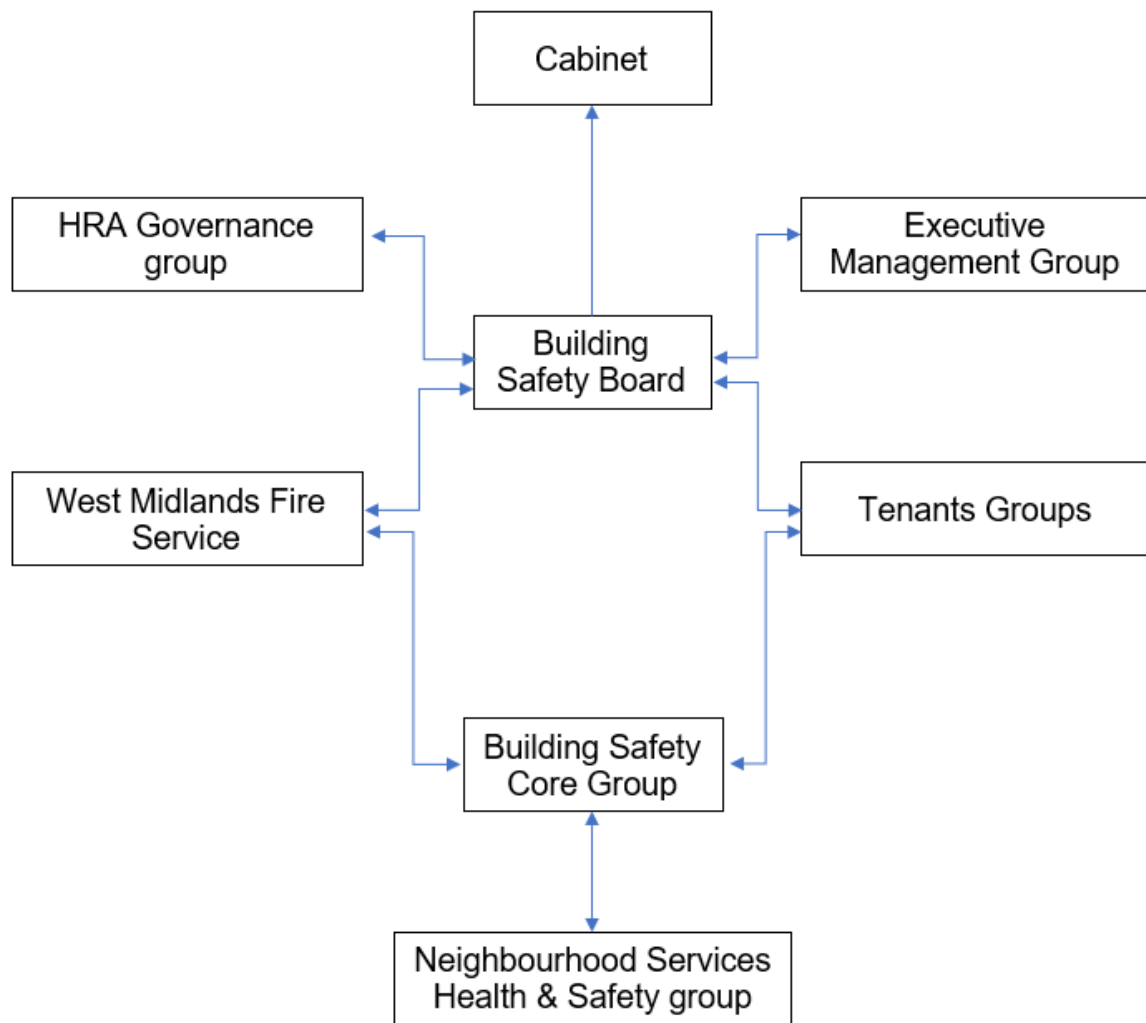 Cabinet
HRA Governance
group
Executive
Management Group
Building
Safety Board
West Midlands Fire
Service
Tenants Groups
Building Safety
Core Group
Neighbourhood Services
Health & Safety group